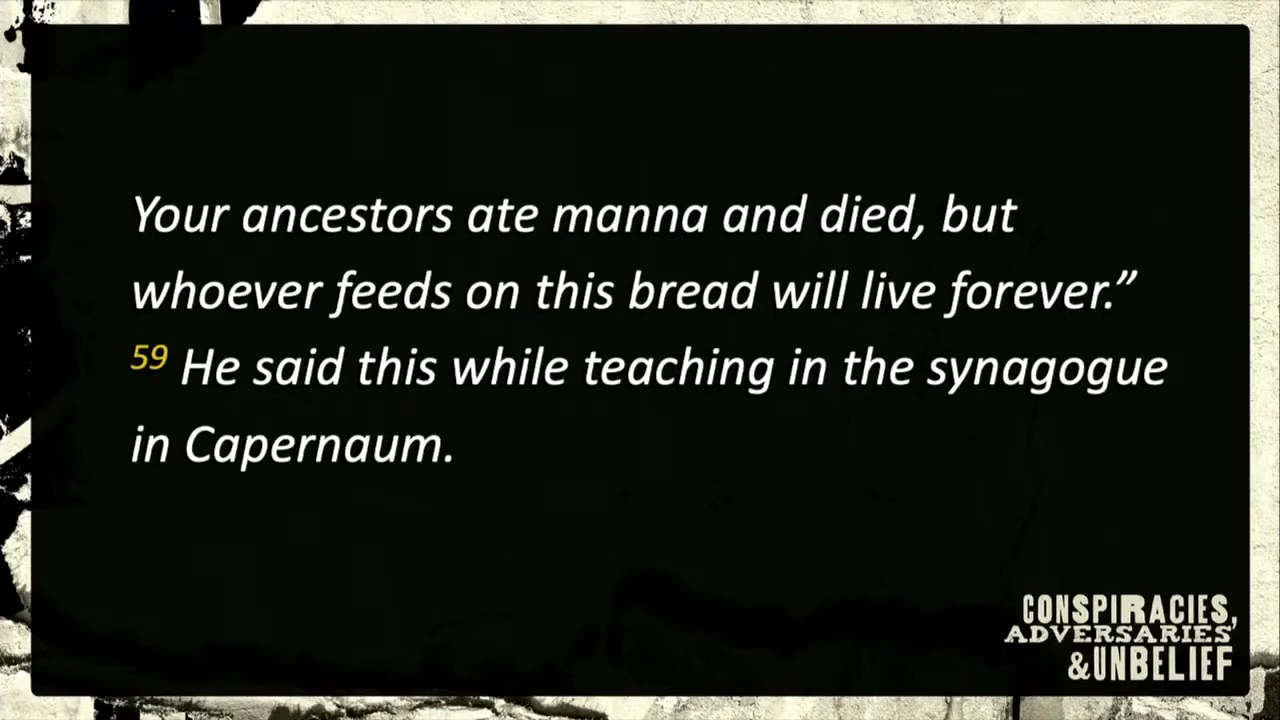 Your ancestors ate manna and died, but
whoever feeds on this bread will live forever.”
59 He said this while teaching in the synagogue
in Capernaum.
CONSPIRACIES,
ADVERSARIES
&UNBELIEF